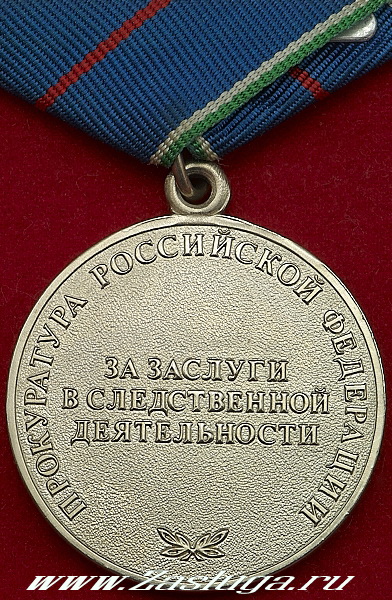 ПРОКУРАТУРА РОССИЙСКОЙ ФЕДЕРАЦИИ
ЗА ЗАСЛУГИ
В СЛЕДСТВЕННОЙ
ДЕЯТЕЛЬНОСТИ
www.Zasluga.ru